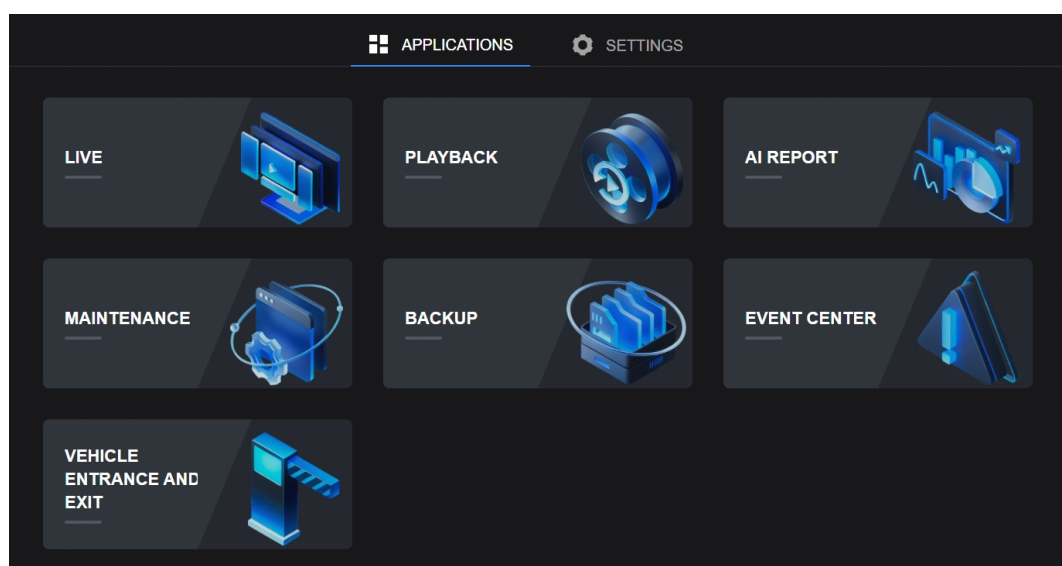 APPLICATIONS
SETTINGS
LIVE
PLAYBACK
AI REPORT
MAINTENANCE
BACKUP
EVENT CENTER
VEHICLE
ENTRANCE AND
EXIT